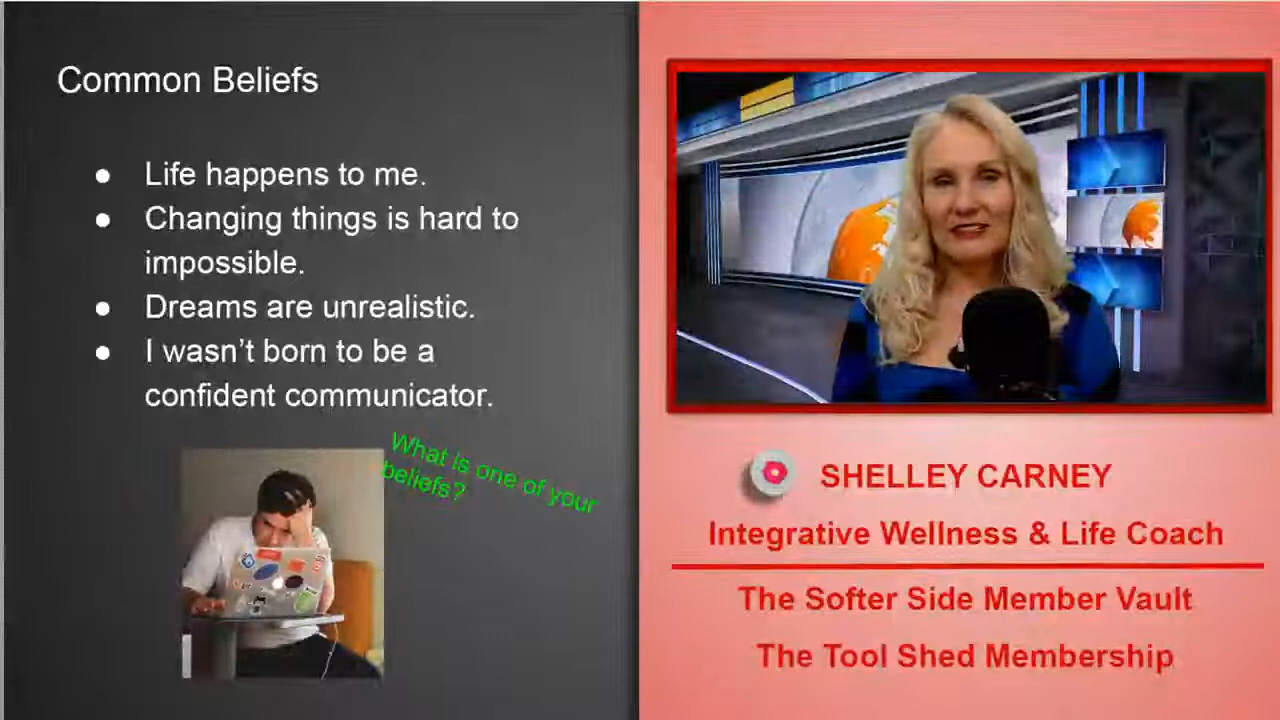 Common Beliefs
● Life happens to me.
● Changing things is hard to
impossible.
● Dreams are unrealistic.
● I wasn’t born to be a
confident communicator.
What is one of your
beliefs?
SHELLEY CARNEY
Integrative Wellness & Life Coach
The Softer Side Member Vault
The Tool Shed Membership